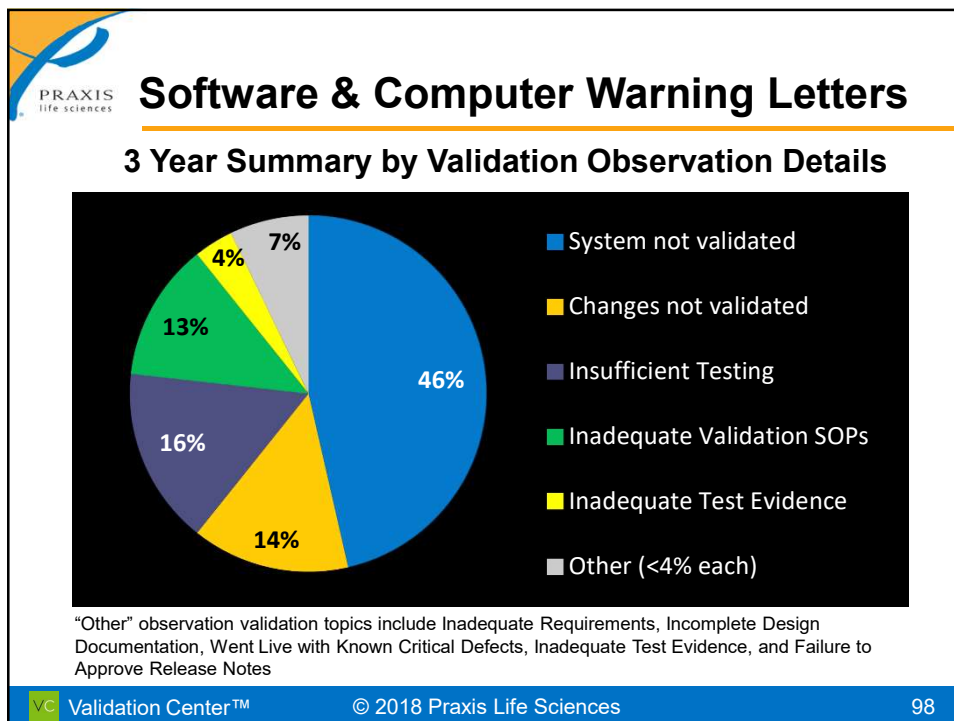 PRAXIS
life sciences
Software & Computer Warning Letters
3 Year Summary by Validation Observation Details
7%
4%
13%
46%
16%
14%
System not validated
Changes not validated
Insufficient Testing
Inadequate Validation SOPs
Inadequate Test Evidence
Other (<4% each)
“Other” observation validation topics include Inadequate Requirements, Incomplete Design
Documentation, Went Live with Known Critical Defects, Inadequate Test Evidence, and Failure to
Approve Release Notes
VC Validation Center™ © 2018 Praxis Life Sciences 98